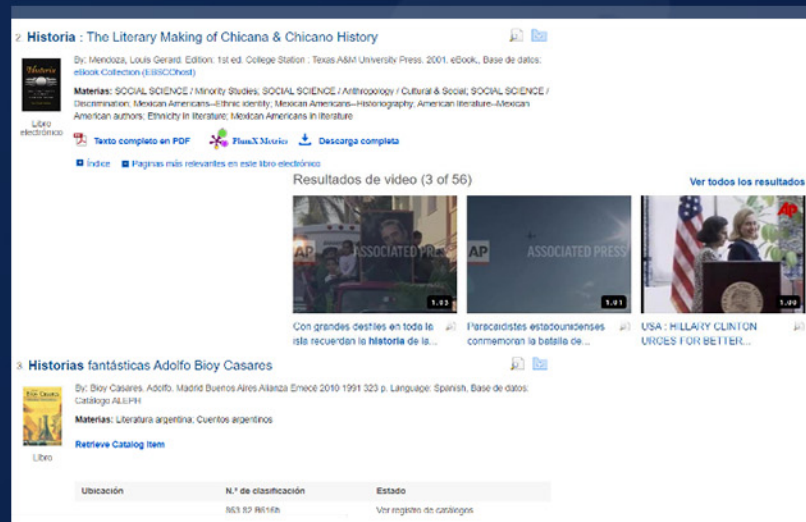 2. Historia : The Literary Making of Chicana & Chicano History
By: Mendoza, Louis Gerard. Edition: 1st ed. College Station : Texas A&M University Press. 2001. eBook., Base de datos:
eBook Collection (EBSCOhost)
Materias: SOCIAL SCIENCE / Minority Studies; SOCIAL SCIENCE / Anthropology / Cultural & Social; SOCIAL SCIENCE /
Discrimination; Mexican Americans--Ethnic identity; Mexican Americans--Historiography; American literature--Mexican
American authors; Ethnicity in literature; Mexican Americans in literature
Historia
Libro
electrónico
Texto completo en PDF PlumX Metrics Descarga completa
Índice Paginas más relevantes en este libro electrónico
Resultados de video (3 of 56) Ver todos los resultados
AP ASSOCIATED PRESS
1:03
AP ASSOCIATED PRESS
1:01
AP
1:00
Con grandes desfiles en toda la
isla recuerdan la historia de la...
Paracaidistas estadounidenses
conmemoran la batalla de...
USA : HILLARY CLINTON
URGES FOR BETTER...
3. Historias fantásticas Adolfo Bioy Casares
By: Bioy Casares, Adolfo. Madrid Buenos Aires Alianza Emecé 2010 1991 323 p. Language: Spanish, Base de datos:
Catálogo ALEPH
Materias: Literatura argentina; Cuentos argentinos
Retrieve Catalog Item
Libro
Ubicación N.º de clasificación Estado
863.82 B616h Ver registro de catálogos